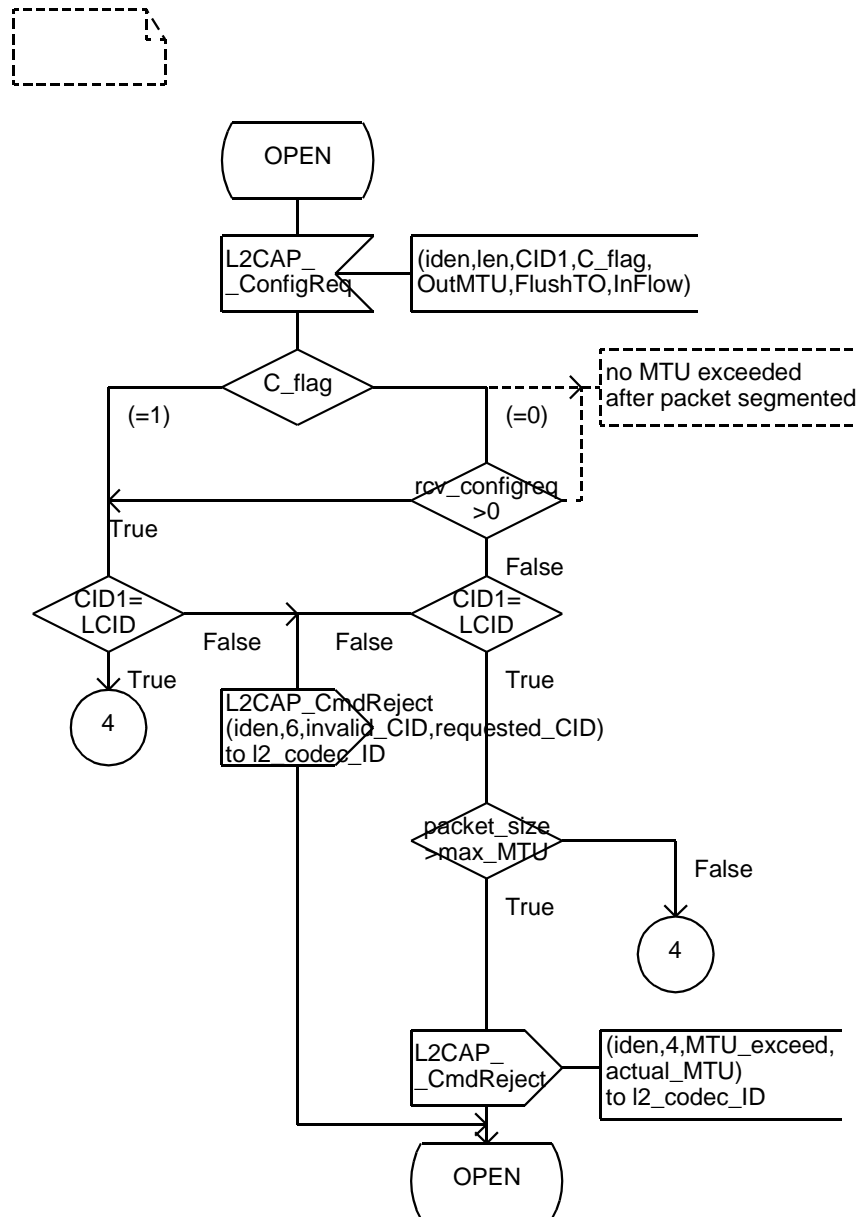 OPEN
L2CAP_
_ConfigReq
(iden,len,CID1,C_flag,
OutMTU,FlushTO,InFlow)
C_flag
no MTU exceeded
after packet segmented
(=1)
(=0)
rcv_configreq
>0
True
False
CID1=
LCID
CID1=
LCID
False
False
True
True
4
L2CAP_CmdReject
(iden,6,invalid_CID,requested_CID)
to l2_codec_ID
packet_size
>max_MTU
False
True
4
L2CAP_
_CmdReject
(iden,4,MTU_exceed,
actual_MTU)
to l2_codec_ID
OPEN